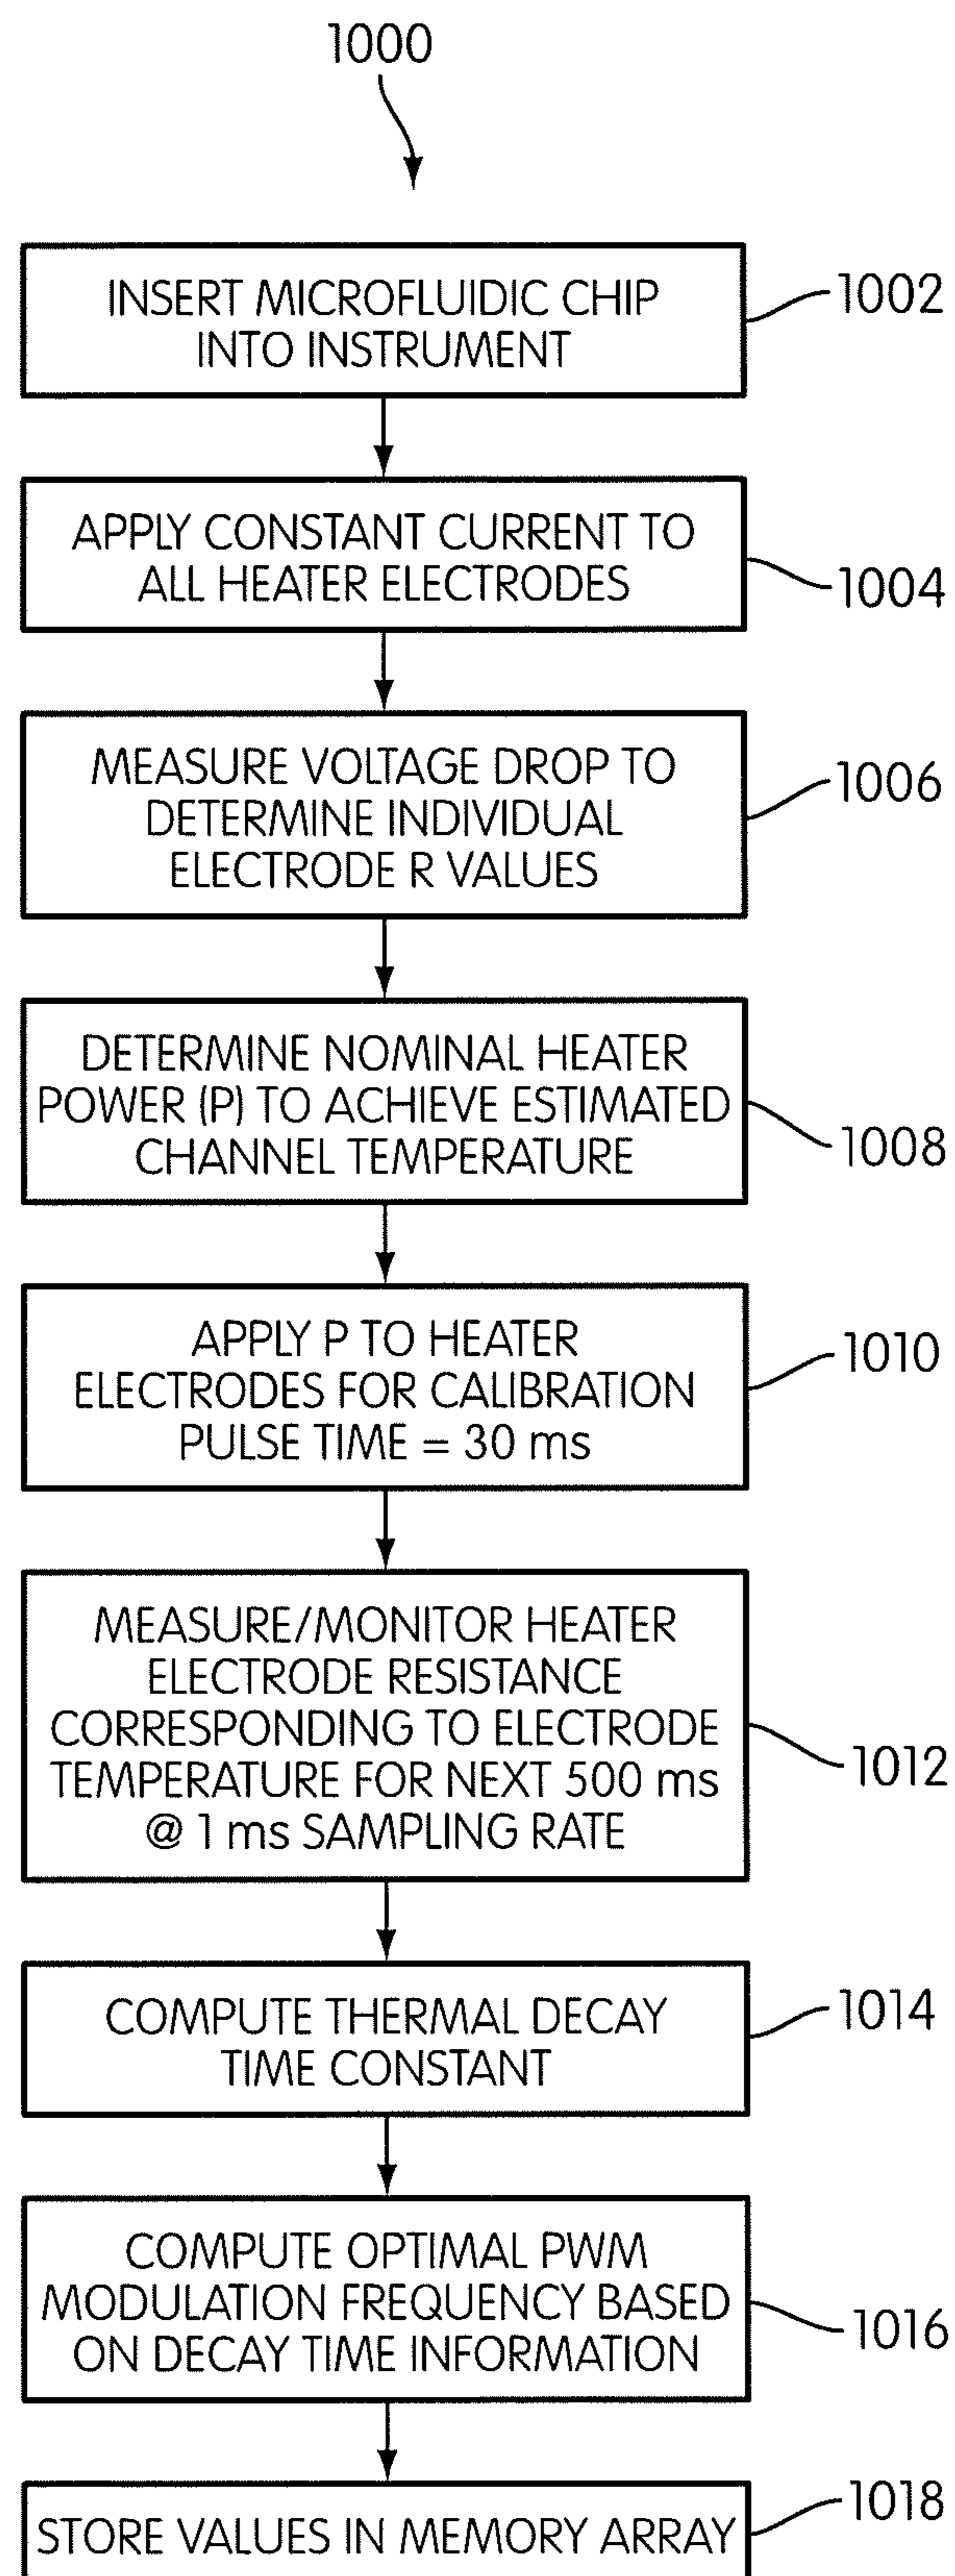 1000
INSERT MICROFLUIDIC CHIP
INTO INSTRUMENT
1002
APPLY CONSTANT CURRENT TO
ALL HEATER ELECTRODES
1004
MEASURE VOLTAGE DROP TO
DETERMINE INDIVIDUAL
ELECTRODE R VALUES
1006
DETERMINE NOMINAL HEATER
POWER (P) TO ACHIEVE ESTIMATED
CHANNEL TEMPERATURE
1008
APPLY P TO HEATER
ELECTRODES FOR CALIBRATION
PULSE TIME = 30 ms
1010
MEASURE/MONITOR HEATER
ELECTRODE RESISTANCE
CORRESPONDING TO ELECTRODE
TEMPERATURE FOR NEXT 500 ms
@ 1 ms SAMPLING RATE
1012
COMPUTE THERMAL DECAY
TIME CONSTANT
1014
COMPUTE OPTIMAL PWM
MODULATION FREQUENCY BASED
ON DECAY TIME INFORMATION
1016
STORE VALUES IN MEMORY ARRAY
1018